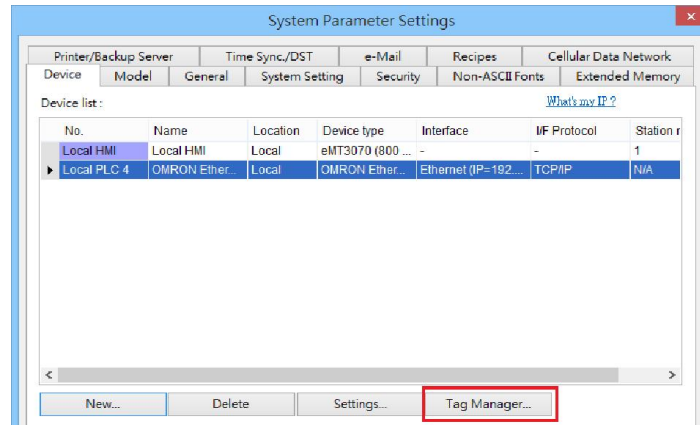 System Parameter Settings
Printer/Backup Server Time Sync./DST e-Mail Recipes Cellular Data Network
Device Model General System Setting Security Non-ASCII Fonts Extended Memory
Device list :
What's my IP ?
No. Name Location Device type Interface I/F Protocol Station r
Local HMI Local HMI Local eMT3070 (800 ... - - 1
Local PLC 4 OMRON Ether... Local OMRON Ether... Ethernet (IP=192.... TCP/IP N/A
New... Delete Settings... Tag Manager...